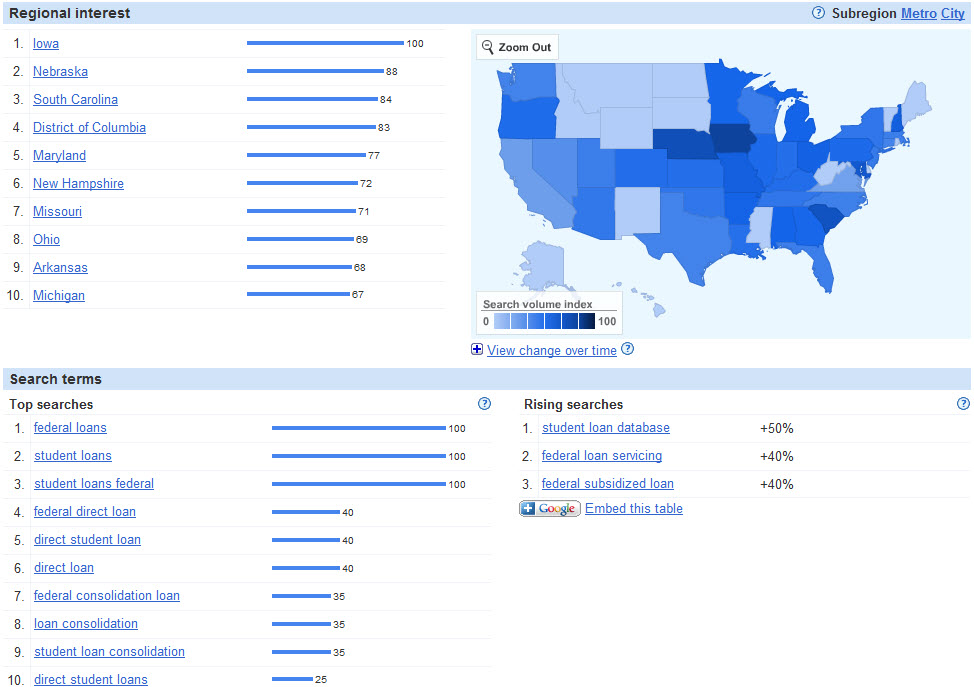 Regional interest
Subregion Metro City
1. Iowa 100
2. Nebraska 88
3. South Carolina 84
4. District of Columbia 83
5. Maryland 77
6. New Hampshire 72
7. Missouri 71
8. Ohio 69
9. Arkansas 68
10. Michigan 67
Zoom Out
Search volume index
0 100
View change over time
Search terms
Top searches
1. federal loans 100
2. student loans 100
3. student loans federal 100
4. federal direct loan 40
5. direct student loan 40
6. direct loan 40
7. federal consolidation loan 35
8. loan consolidation 35
9. student loan consolidation 35
10. direct student loans 25
Rising searches
1. student loan database +50%
2. federal loan servicing +40%
3. federal subsidized loan +40%
Google Embed this table